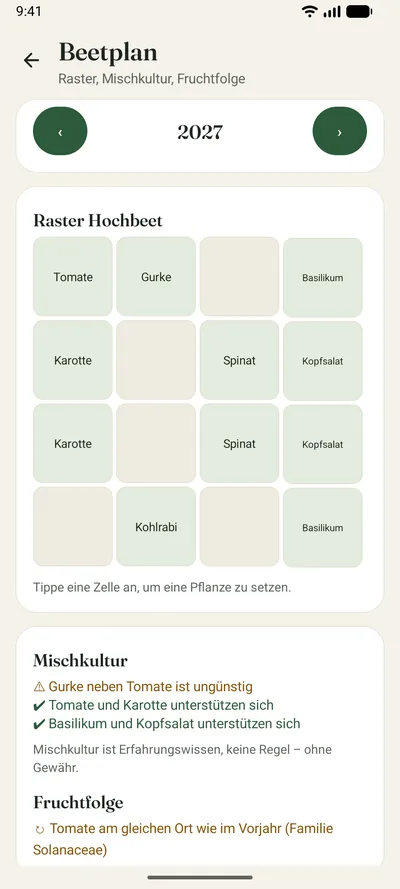 9:41
Beetplan
Raster, Mischkultur, Fruchtfolge
‹ 2027 ›
Raster Hochbeet
Tomate Gurke Basilikum
Karotte Spinat Kopfsalat
Karotte Spinat Kopfsalat
Kohlrabi Basilikum
Tippe eine Zelle an, um eine Pflanze zu setzen.
Mischkultur
⚠ Gurke neben Tomate ist ungünstig
✔ Tomate und Karotte unterstützen sich
✔ Basilikum und Kopfsalat unterstützen sich
Mischkultur ist Erfahrungswissen, keine Regel – ohne
Gewähr.
Fruchtfolge
↻ Tomate am gleichen Ort wie im Vorjahr (Familie
Solanaceae)